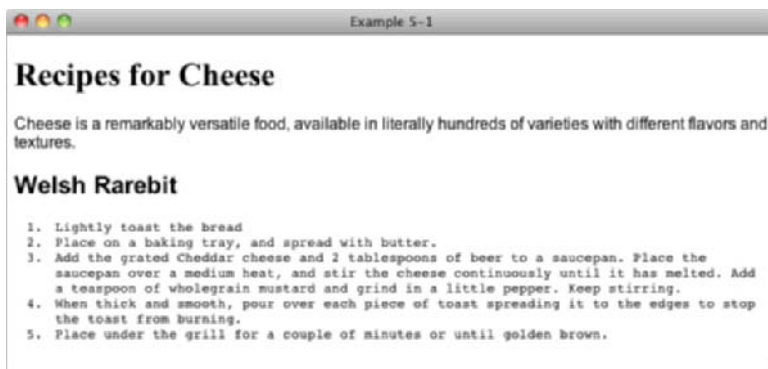 Example 5-1
Recipes for Cheese
Cheese is a remarkably versatile food, available in literally hundreds of varieties with different flavors and
textures.
Welsh Rarebit
1. Lightly toast the bread
2. Place on a baking tray, and spread with butter.
3. Add the grated Cheddar cheese and 2 tablespoons of beer to a saucepan. Place the
saucepan over a medium heat, and stir the cheese continuously until it has melted. Add
a teaspoon of wholegrain mustard and grind in a little pepper. Keep stirring.
4. When thick and smooth, pour over each piece of toast spreading it to the edges to stop
the toast from burning.
5. Place under the grill for a couple of minutes or until golden brown.